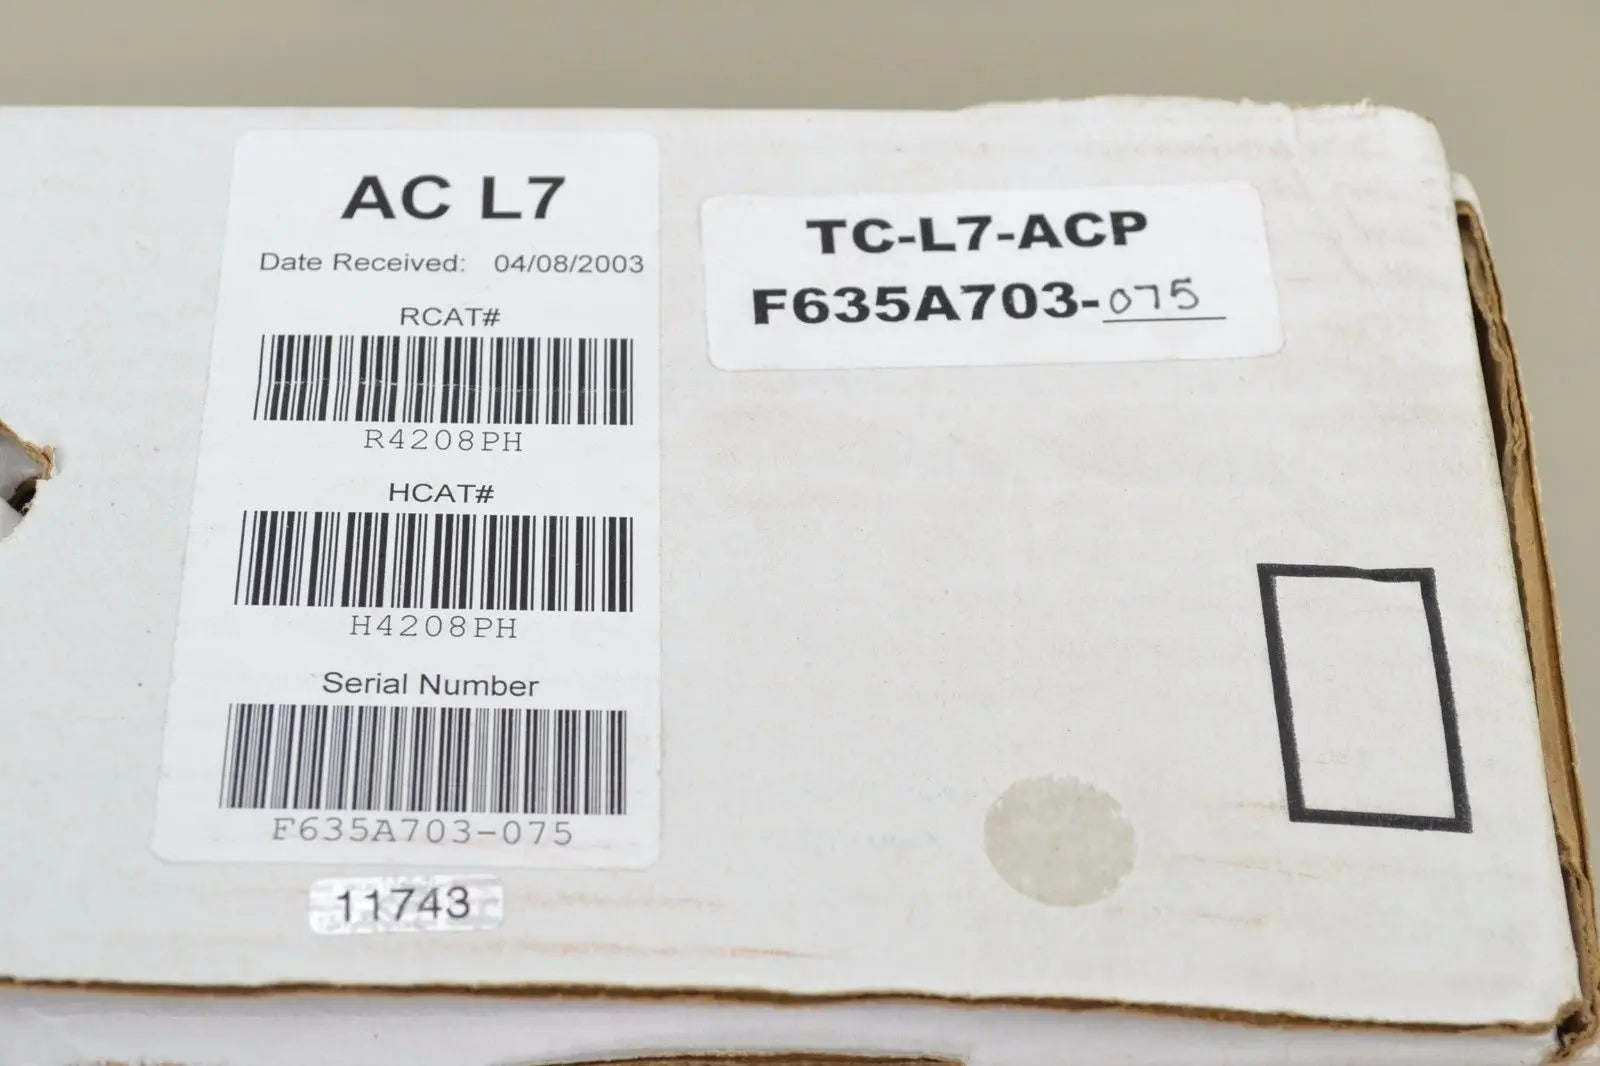 AC L7
Date Received: 04/08/2003
RCAT#
R4208PH
HCAT#
H4208PH
Serial Number
F635A703-075
11743
TC-L7-ACP
F635A703-075